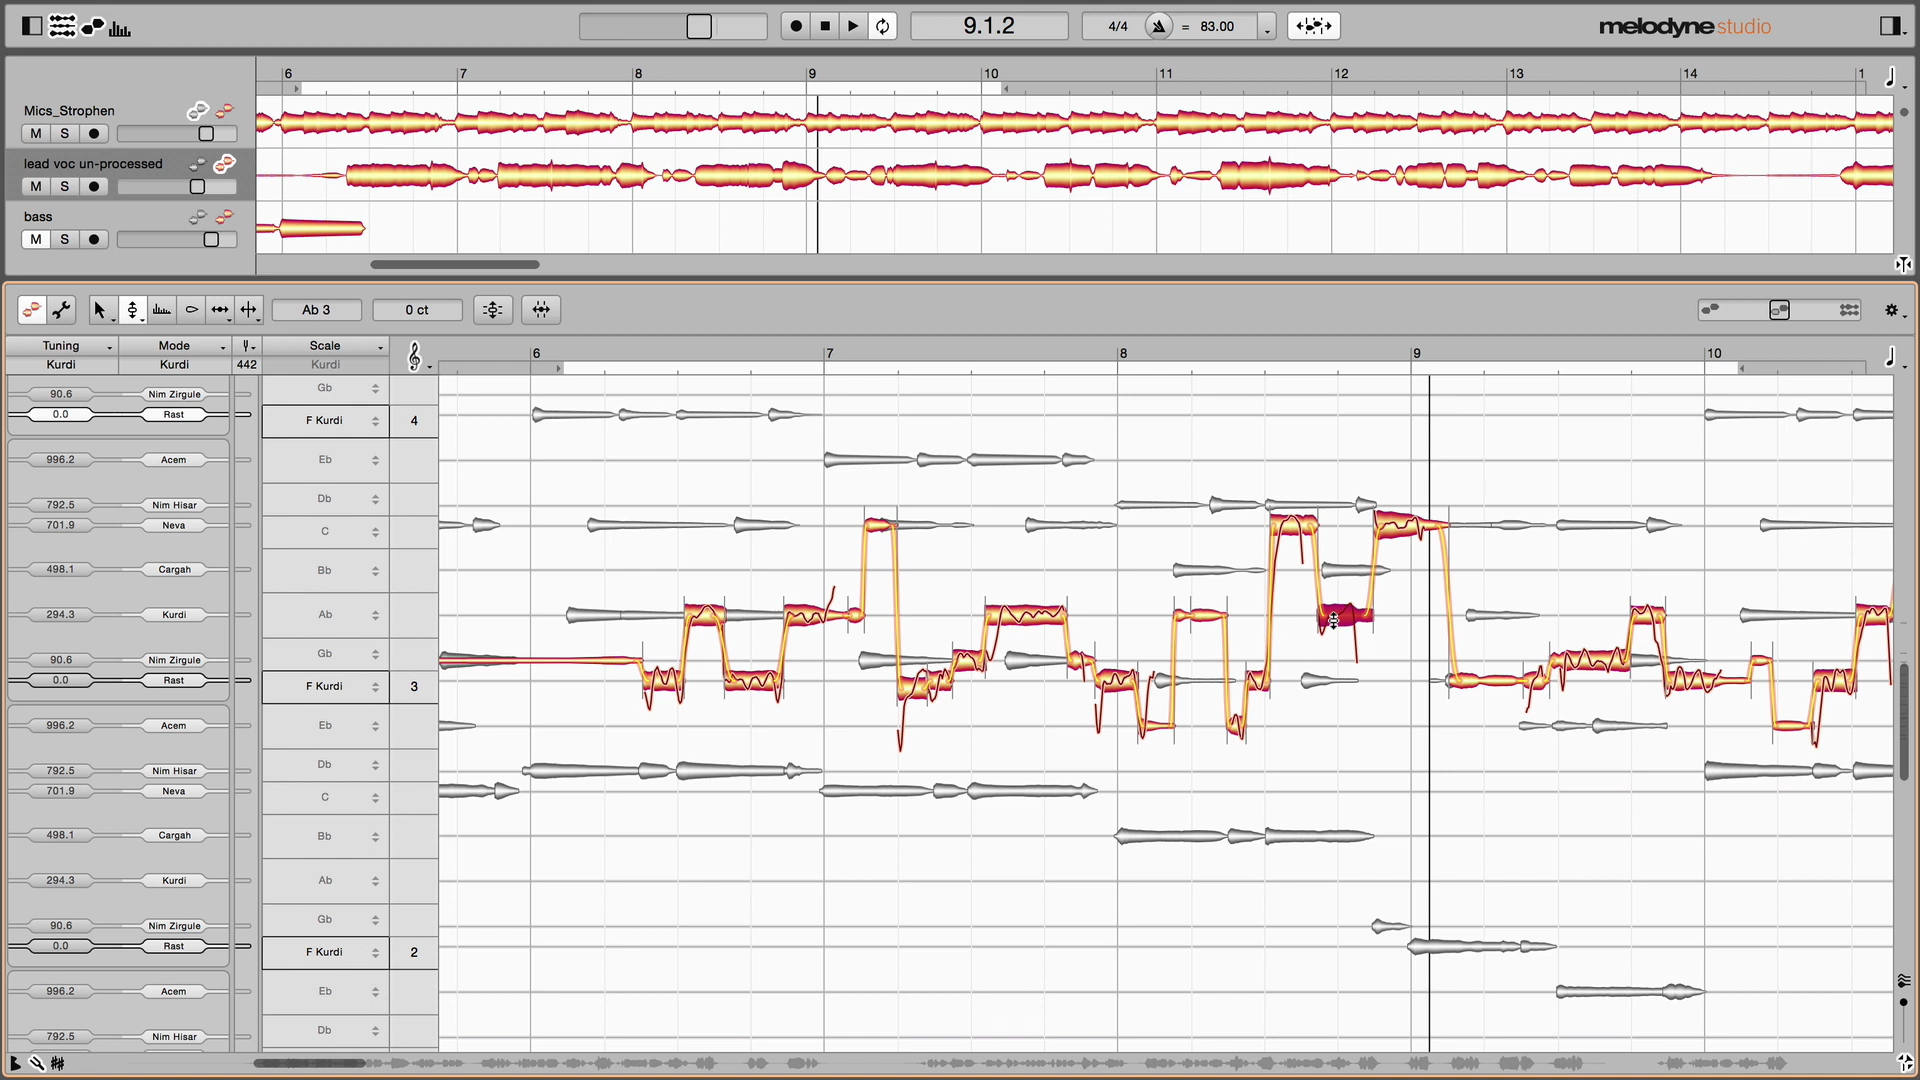 9.1.2
4/4
= 83.00
melodyne studio
6 7 8 9 10 11 12 13 14 1
Mics_Strophen
M S
lead voc un-processed
M S
bass
M S
Ab 3
0 ct
Tuning Mode Scale
Kurdi Kurdi 442 Kurdi
6 7 8 9 10
Gb
90.6 Nim Zirgule
0.0 Rast
F Kurdi 4
996.2 Acem Eb
Db
792.5 Nim Hisar
701.9 Neva
C
498.1 Cargah Bb
294.3 Kurdi Ab
Gb
90.6 Nim Zirgule
0.0 Rast
F Kurdi 3
996.2 Acem Eb
Db
792.5 Nim Hisar
701.9 Neva
C
498.1 Cargah Bb
294.3 Kurdi Ab
Gb
90.6 Nim Zirgule
0.0 Rast
F Kurdi 2
996.2 Acem Eb
Db
792.5 Nim Hisar